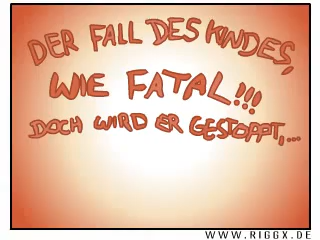 DER FALL DES KINDES,
WIE FATAL!!!
DOCH WIRD ER GESTOPPT,...
WWW.RIGGX.DE